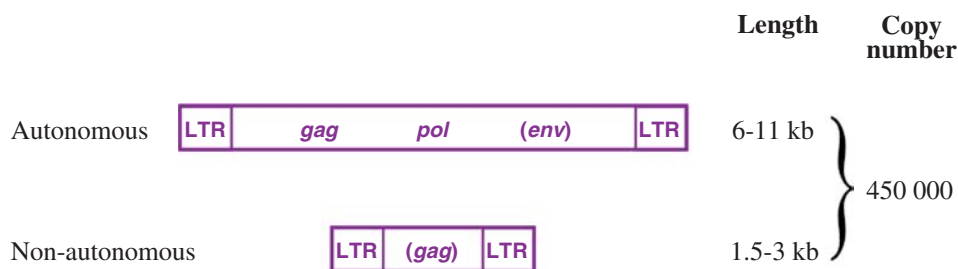 Length Copy
number
Autonomous LTR gag pol (env) LTR 6-11 kb
450 000
Non-autonomous LTR (gag) LTR 1.5-3 kb